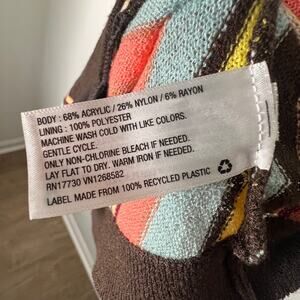 BODY : 68% ACRYLIC / 26% NYLON / 6% RAYON
LINING : 100% POLYESTER
MACHINE WASH COLD WITH LIKE COLORS.
GENTLE CYCLE.
ONLY NON-CHLORINE BLEACH IF NEEDED.
LAY FLAT TO DRY. WARM IRON IF NEEDED.
RN17730 VN1268582
LABEL MADE FROM 100% RECYCLED PLASTIC